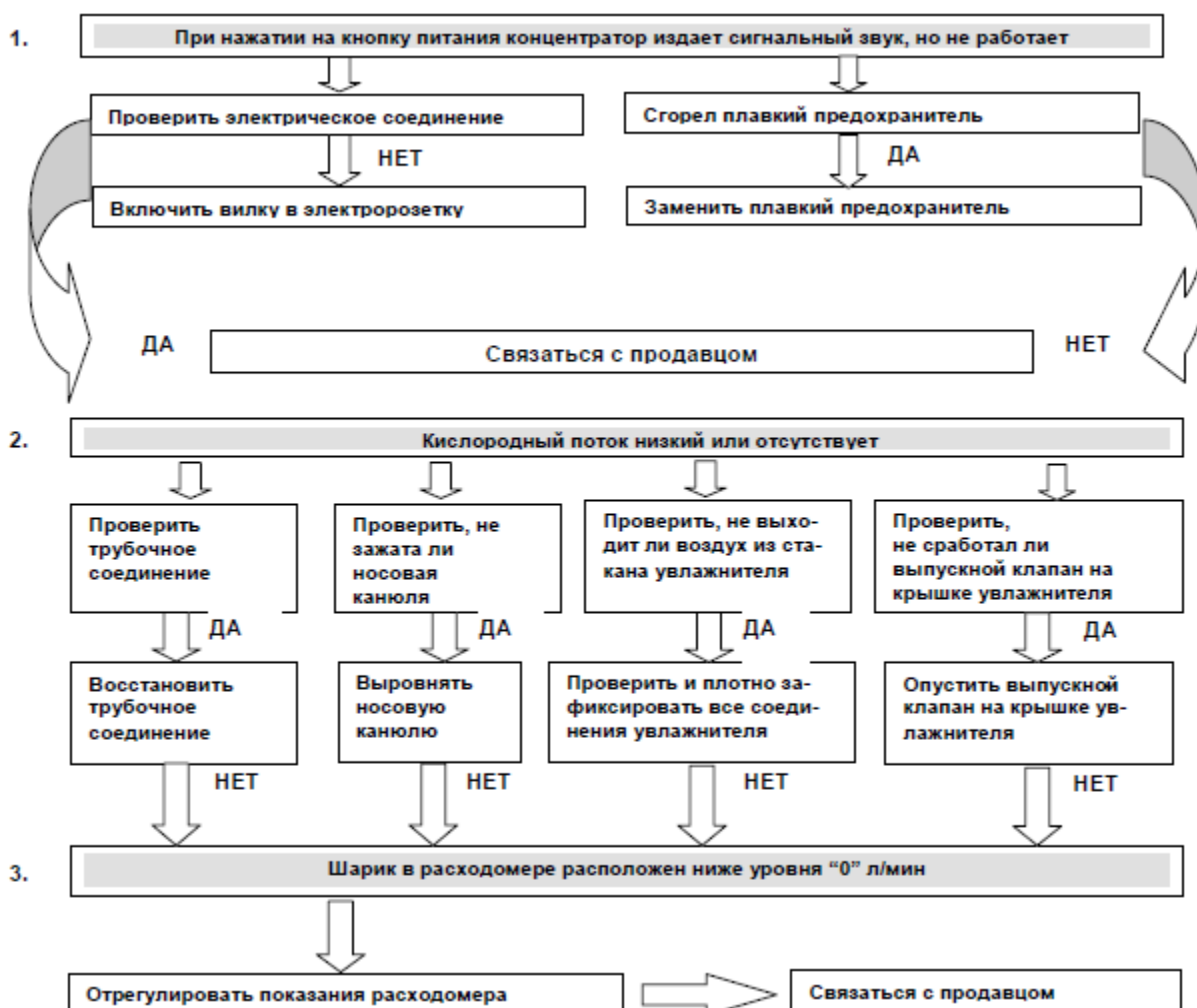 1.
При нажатии на кнопку питания концентратор издает сигнальный звук, но не работает
Проверить электрическое соединение
Сгорел плавкий предохранитель
НЕТ
ДА
Включить вилку в электророзетку
Заменить плавкий предохранитель
ДА
Связаться с продавцом
НЕТ
2.
Кислородный поток низкий или отсутствует
Проверить
трубочное
соединение
Проверить, не
зажата ли
носовая
канюля
Проверить, не выхо-
дит ли воздух из ста-
кана увлажнителя
Проверить,
не сработал ли
выпускной клапан на
крышке увлажнителя
ДА
ДА
ДА
ДА
Восстановить
трубочное
соединение
Выровнять
носовую
канюлю
Проверить и плотно за-
фиксировать все соеди-
нения увлажнителя
Опустить выпускной
клапан на крышке ув-
лажнителя
НЕТ
НЕТ
НЕТ
НЕТ
3.
Шарик в расходомере расположен ниже уровня “0” л/мин
Отрегулировать показания расходомера
Связаться с продавцом